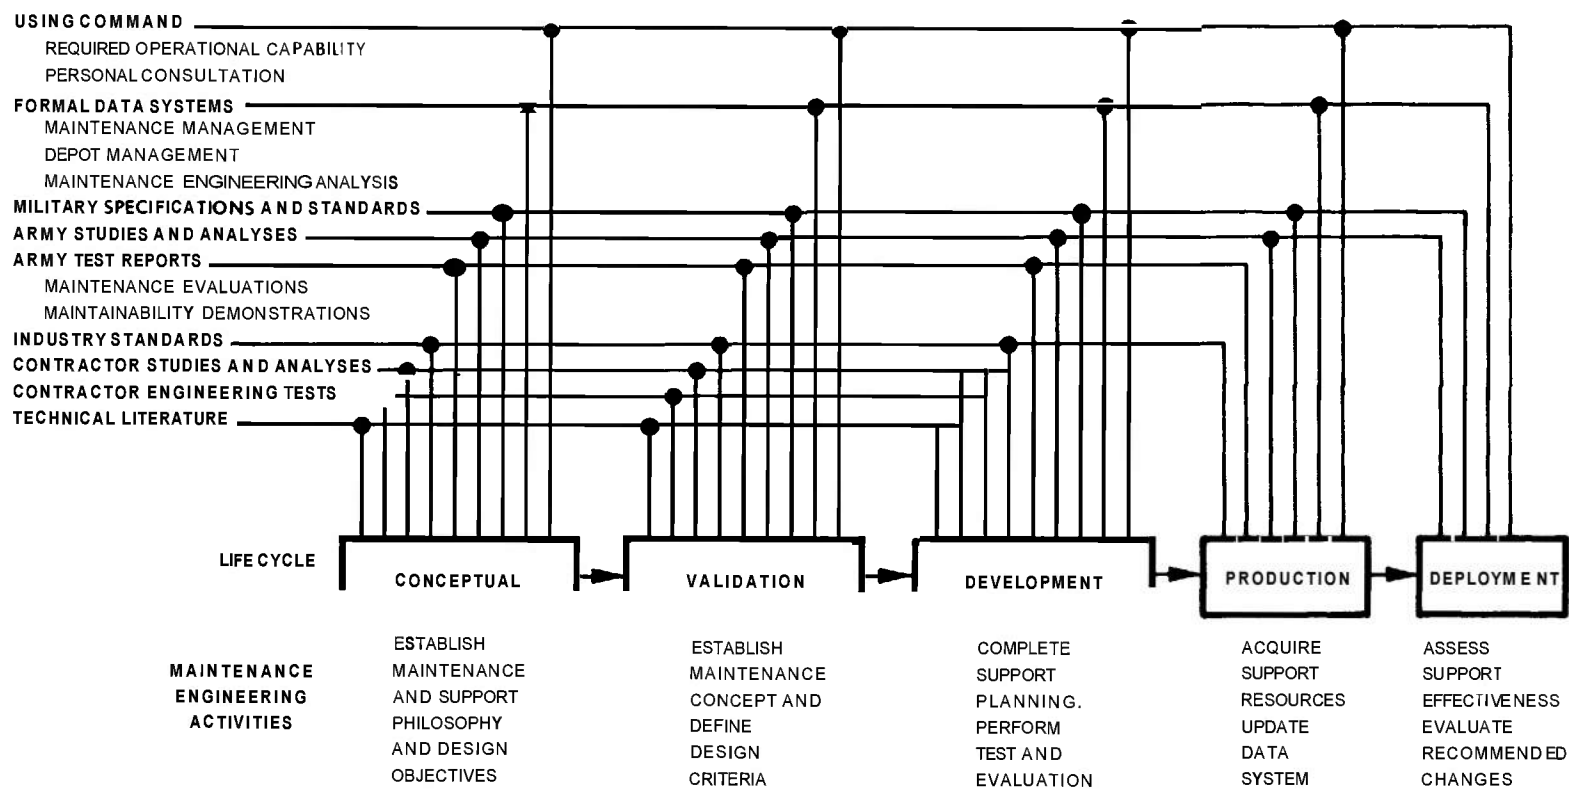 USING COMMAND
REQUIRED OPERATIONAL CAPABILITY
PERSONAL CONSULTATION
FORMAL DATA SYSTEMS
MAINTENANCE MANAGEMENT
DEPOT MANAGEMENT
MAINTENANCE ENGINEERING ANALYSIS
MILITARY SPECIFICATIONS AND STANDARDS
ARMY STUDIES AND ANALYSES
ARMY TEST REPORTS
MAINTENANCE EVALUATIONS
MAINTAINABILITY DEMONSTRATIONS
INDUSTRY STANDARDS
CONTRACTOR STUDIES AND ANALYSES
CONTRACTOR ENGINEERING TESTS
TECHNICAL LITERATURE
LIFE CYCLE
CONCEPTUAL
VALIDATION
DEVELOPMENT
PRODUCTION
DEPLOYMENT
MAINTENANCE
ENGINEERING
ACTIVITIES
ESTABLISH
MAINTENANCE
AND SUPPORT
PHILOSOPHY
AND DESIGN
OBJECTIVES
ESTABLISH
MAINTENANCE
CONCEPT AND
DEFINE
DESIGN
CRITERIA
COMPLETE
SUPPORT
PLANNING.
PERFORM
TEST AND
EVALUATION
ACQUIRE
SUPPORT
RESOURCES
UPDATE
DATA
SYSTEM
ASSESS
SUPPORT
EFFECTIVENESS
EVALUATE
RECOMMENDED
CHANGES